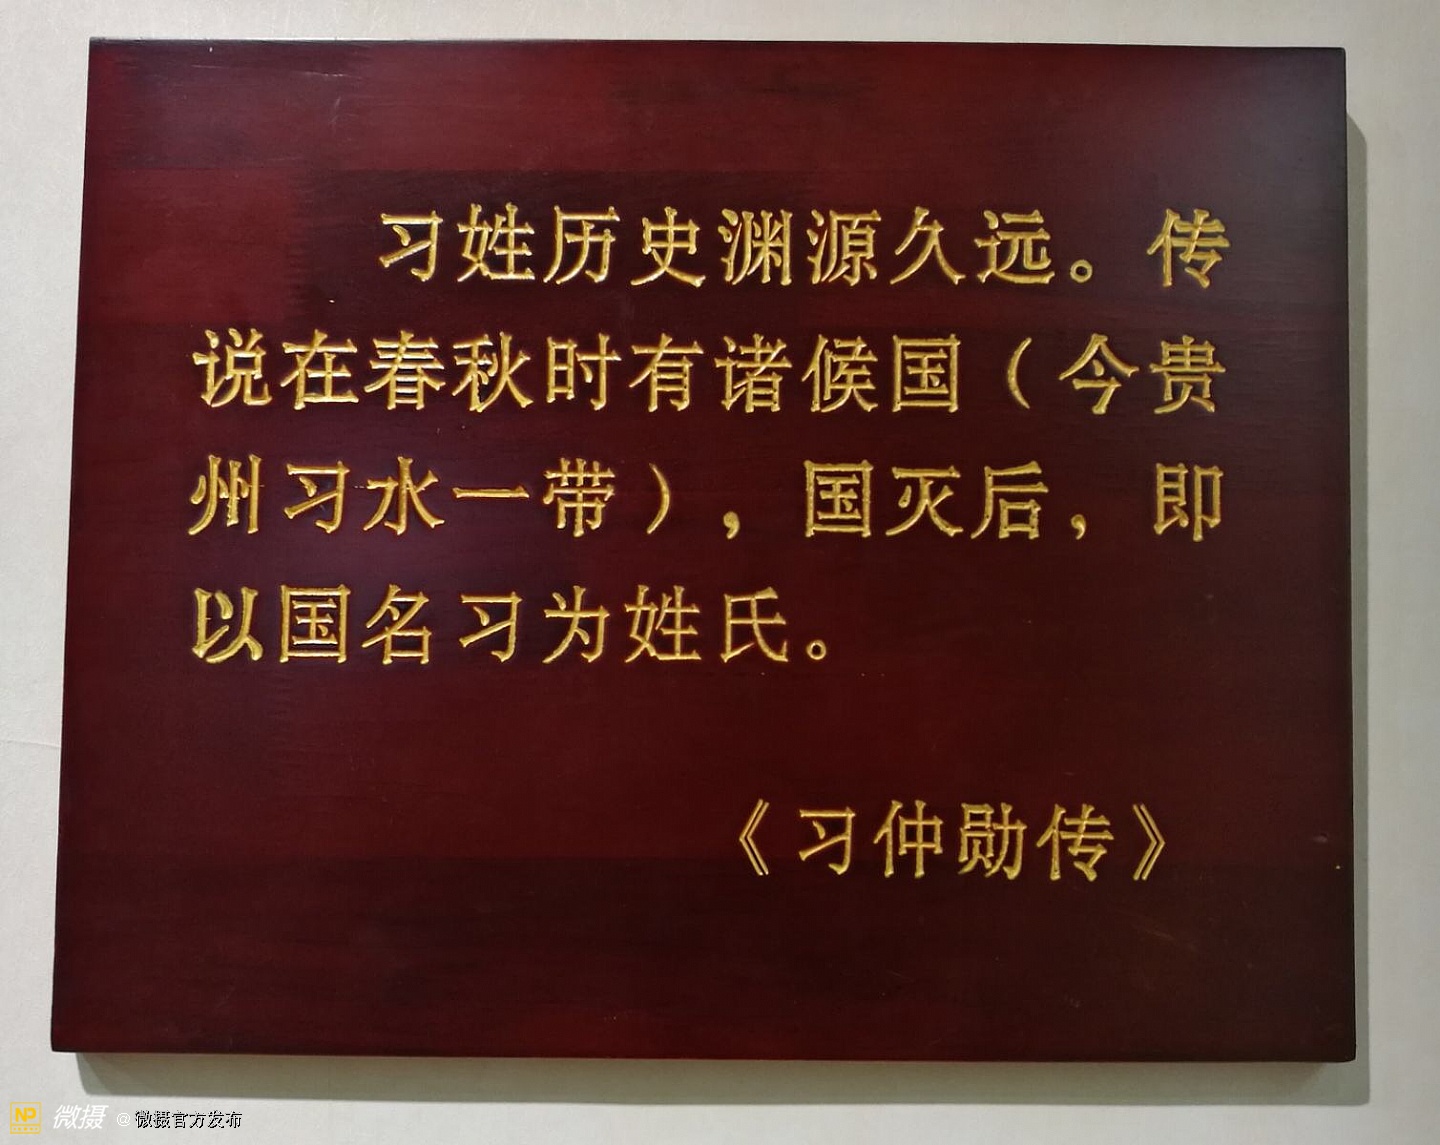 习姓历史渊源久远。传
说在春秋时有诸候国（今贵
州习水一带），国灭后，即
以国名习为姓氏。
《习仲勋传》
NP 微摄 @微摄官方发布